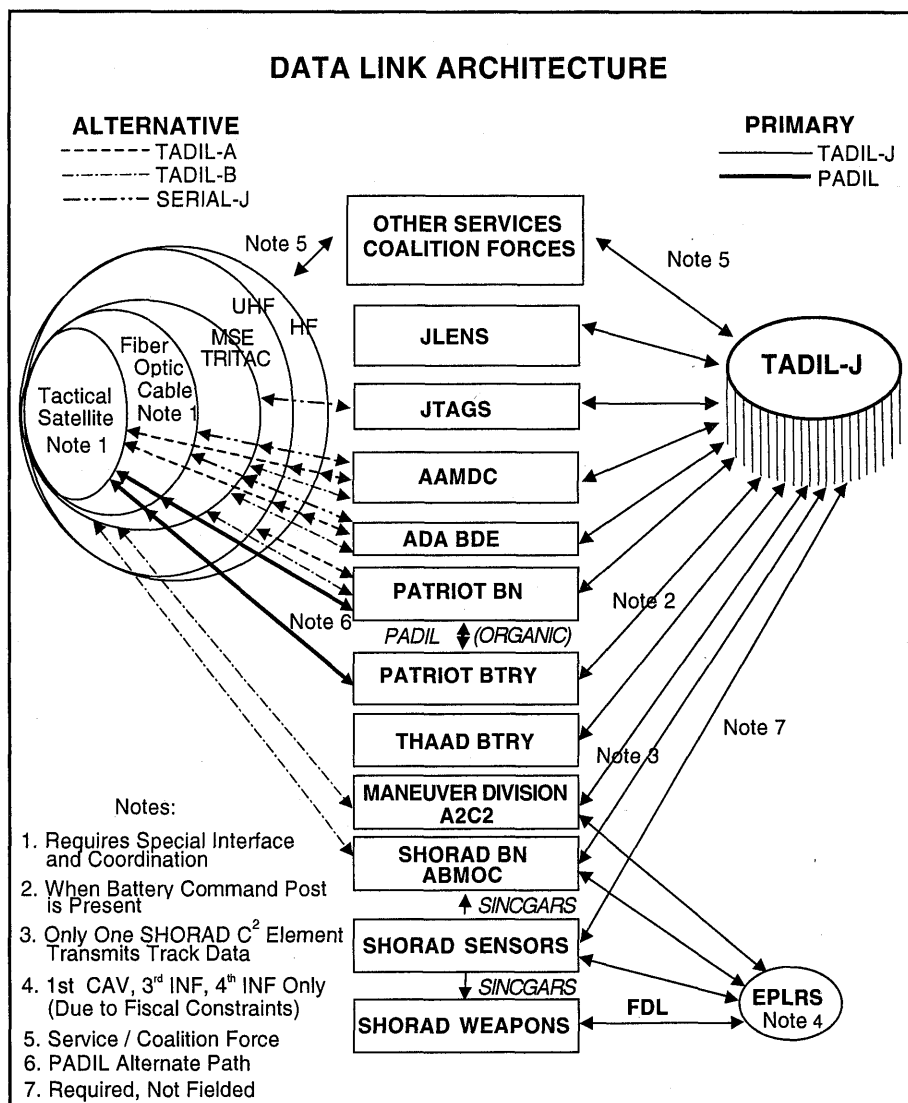 DATA LINK ARCHITECTURE
ALTERNATIVE
TADIL-A
TADIL-B
SERIAL-J
PRIMARY
TADIL-J
PADIL
Note 5
OTHER SERVICES
COALITION FORCES
Note 5
UHF
HF
MSE
TRITAC
Fiber
Optic
Cable
Note 1
Tactical
Satellite
Note 1
JLENS
JTAGS
AAMDC
ADA BDE
PATRIOT BN
TADIL-J
Note 6
PADIL (ORGANIC)
Note 2
PATRIOT BTRY
THAAD BTRY
Note 3
Note 7
MANEUVER DIVISION
A2C2
SHORAD BN
ABMOC
SINCGARS
SHORAD SENSORS
SINCGARS
SHORAD WEAPONS
FDL
EPLRS
Note 4
Notes:
1. Requires Special Interface
and Coordination
2. When Battery Command Post
is Present
3. Only One SHORAD C² Element
Transmits Track Data
4. 1st CAV, 3rd INF, 4th INF Only
(Due to Fiscal Constraints)
5. Service / Coalition Force
6. PADIL Alternate Path
7. Required, Not Fielded